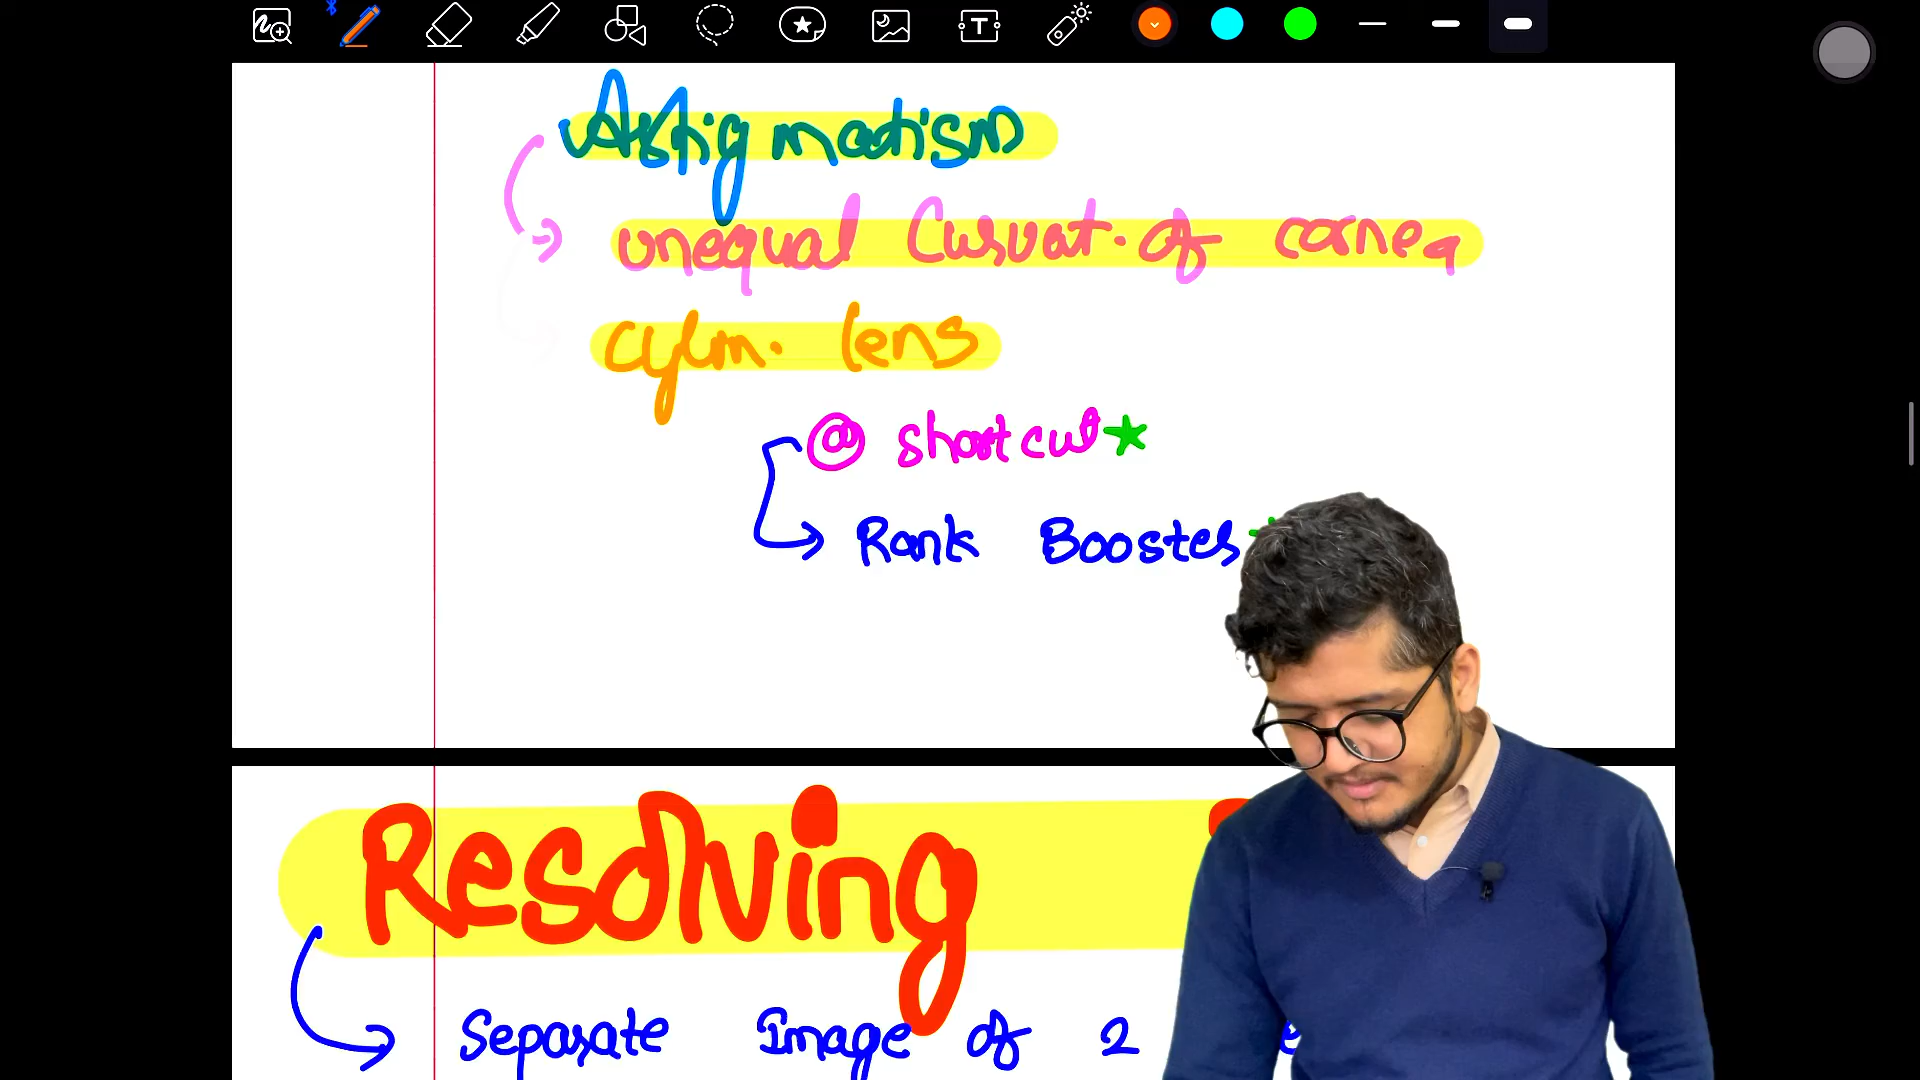 Astigmatism
unequal Curvat. of cornea
Cylin. lens
@ shortcut
Rank Booster
Resolving
Separate Image of 2